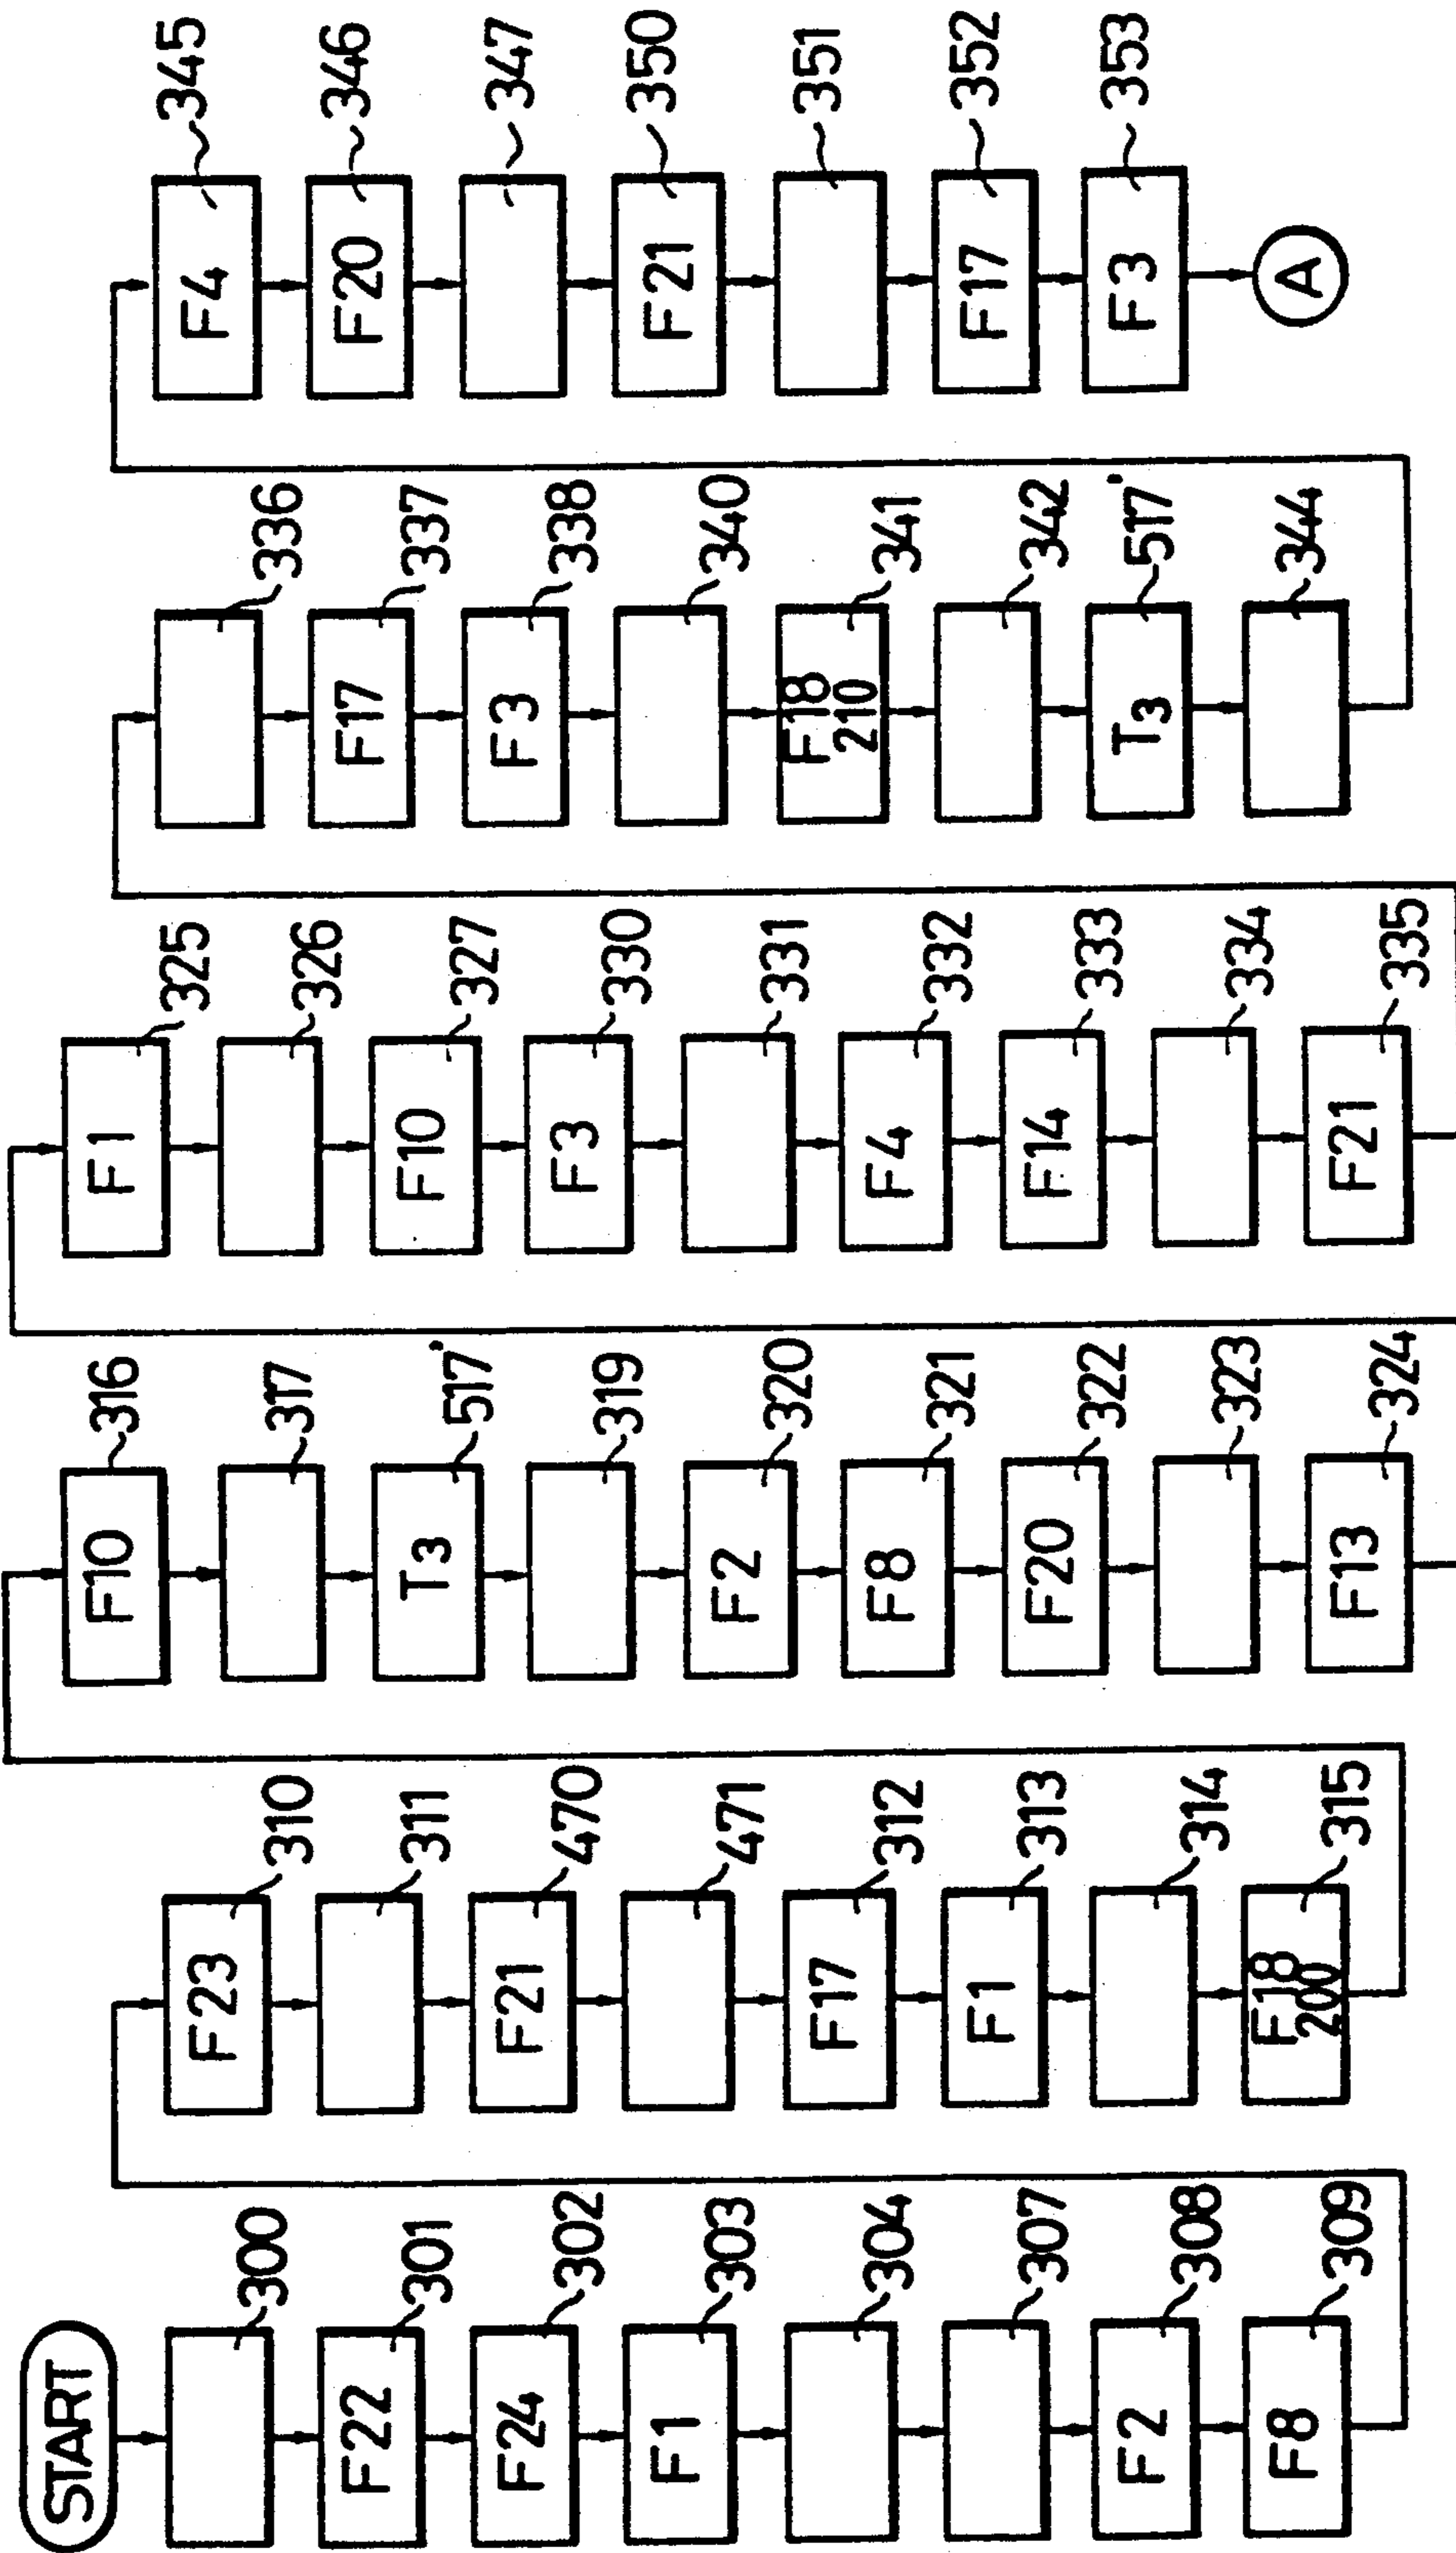 START
300
F22 301
F24 302
F1 303
304
307
F2 308
F8 309
F23 310
311
F21 470
471
F17 312
F1 313
314
F18 315
200
F10 316
317
T3 517'
319
F2 320
F8 321
F20 322
323
F13 324
F1 325
326
F10 327
F3 330
331
F4 332
F14 333
334
F21 335
336
F17 337
F3 338
340
F18 341
210
342
T3 517'
344
F4 345
F20 346
347
F21 350
351
F17 352
F3 353
A